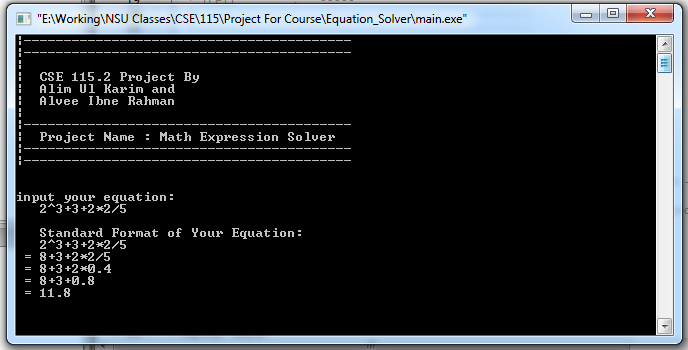 "E:\Working\NSU Classes\CSE\115\Project For Course\Equation_Solver\main.exe"
¦-----------------------------------------
¦-----------------------------------------
¦
¦ CSE 115.2 Project By
¦ Alim Ul Karim and
¦ Alvee Ibne Rahman
¦
¦-----------------------------------------
¦ Project Name : Math Expression Solver
¦-----------------------------------------
¦-----------------------------------------
input your equation:
2^3+3+2*2/5
Standard Format of Your Equation:
2^3+3+2*2/5
= 8+3+2*2/5
= 8+3+2*0.4
= 8+3+0.8
= 11.8